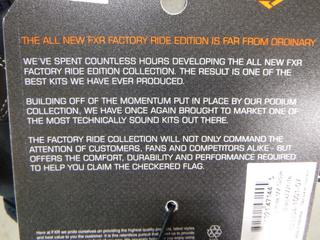 THE ALL NEW FXR FACTORY RIDE EDITION IS FAR FROM ORDINARY
WE'VE SPENT COUNTLESS HOURS DEVELOPING THE ALL NEW FXR
FACTORY RIDE EDITION COLLECTION. THE RESULT IS ONE OF THE
BEST KITS WE HAVE EVER PRODUCED.
BUILDING OFF OF THE MOMENTUM PUT IN PLACE BY OUR PODIUM
COLLECTION, WE HAVE ONCE AGAIN BROUGHT TO MARKET ONE OF
THE MOST TECHNICALLY SOUND KITS OUT THERE.
THE FACTORY RIDE COLLECTION WILL NOT ONLY COMMAND THE
ATTENTION OF CUSTOMERS, FANS AND COMPETITORS ALIKE - BUT
OFFERS THE COMFORT, DURABILITY AND PERFORMANCE REQUIRED
TO HELP YOU CLAIM THE CHECKERED FLAG.